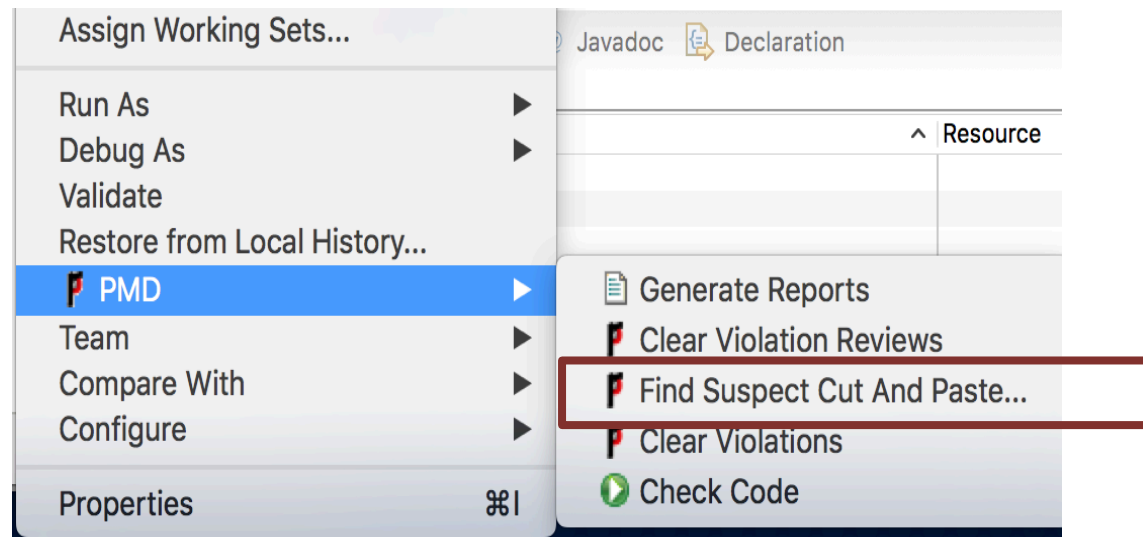 Assign Working Sets...
Javadoc Declaration
Run As
Debug As
Validate
Restore from Local History...
PMD
Team
Compare With
Configure
Properties ⌘I
Resource
Generate Reports
Clear Violation Reviews
Find Suspect Cut And Paste...
Clear Violations
Check Code